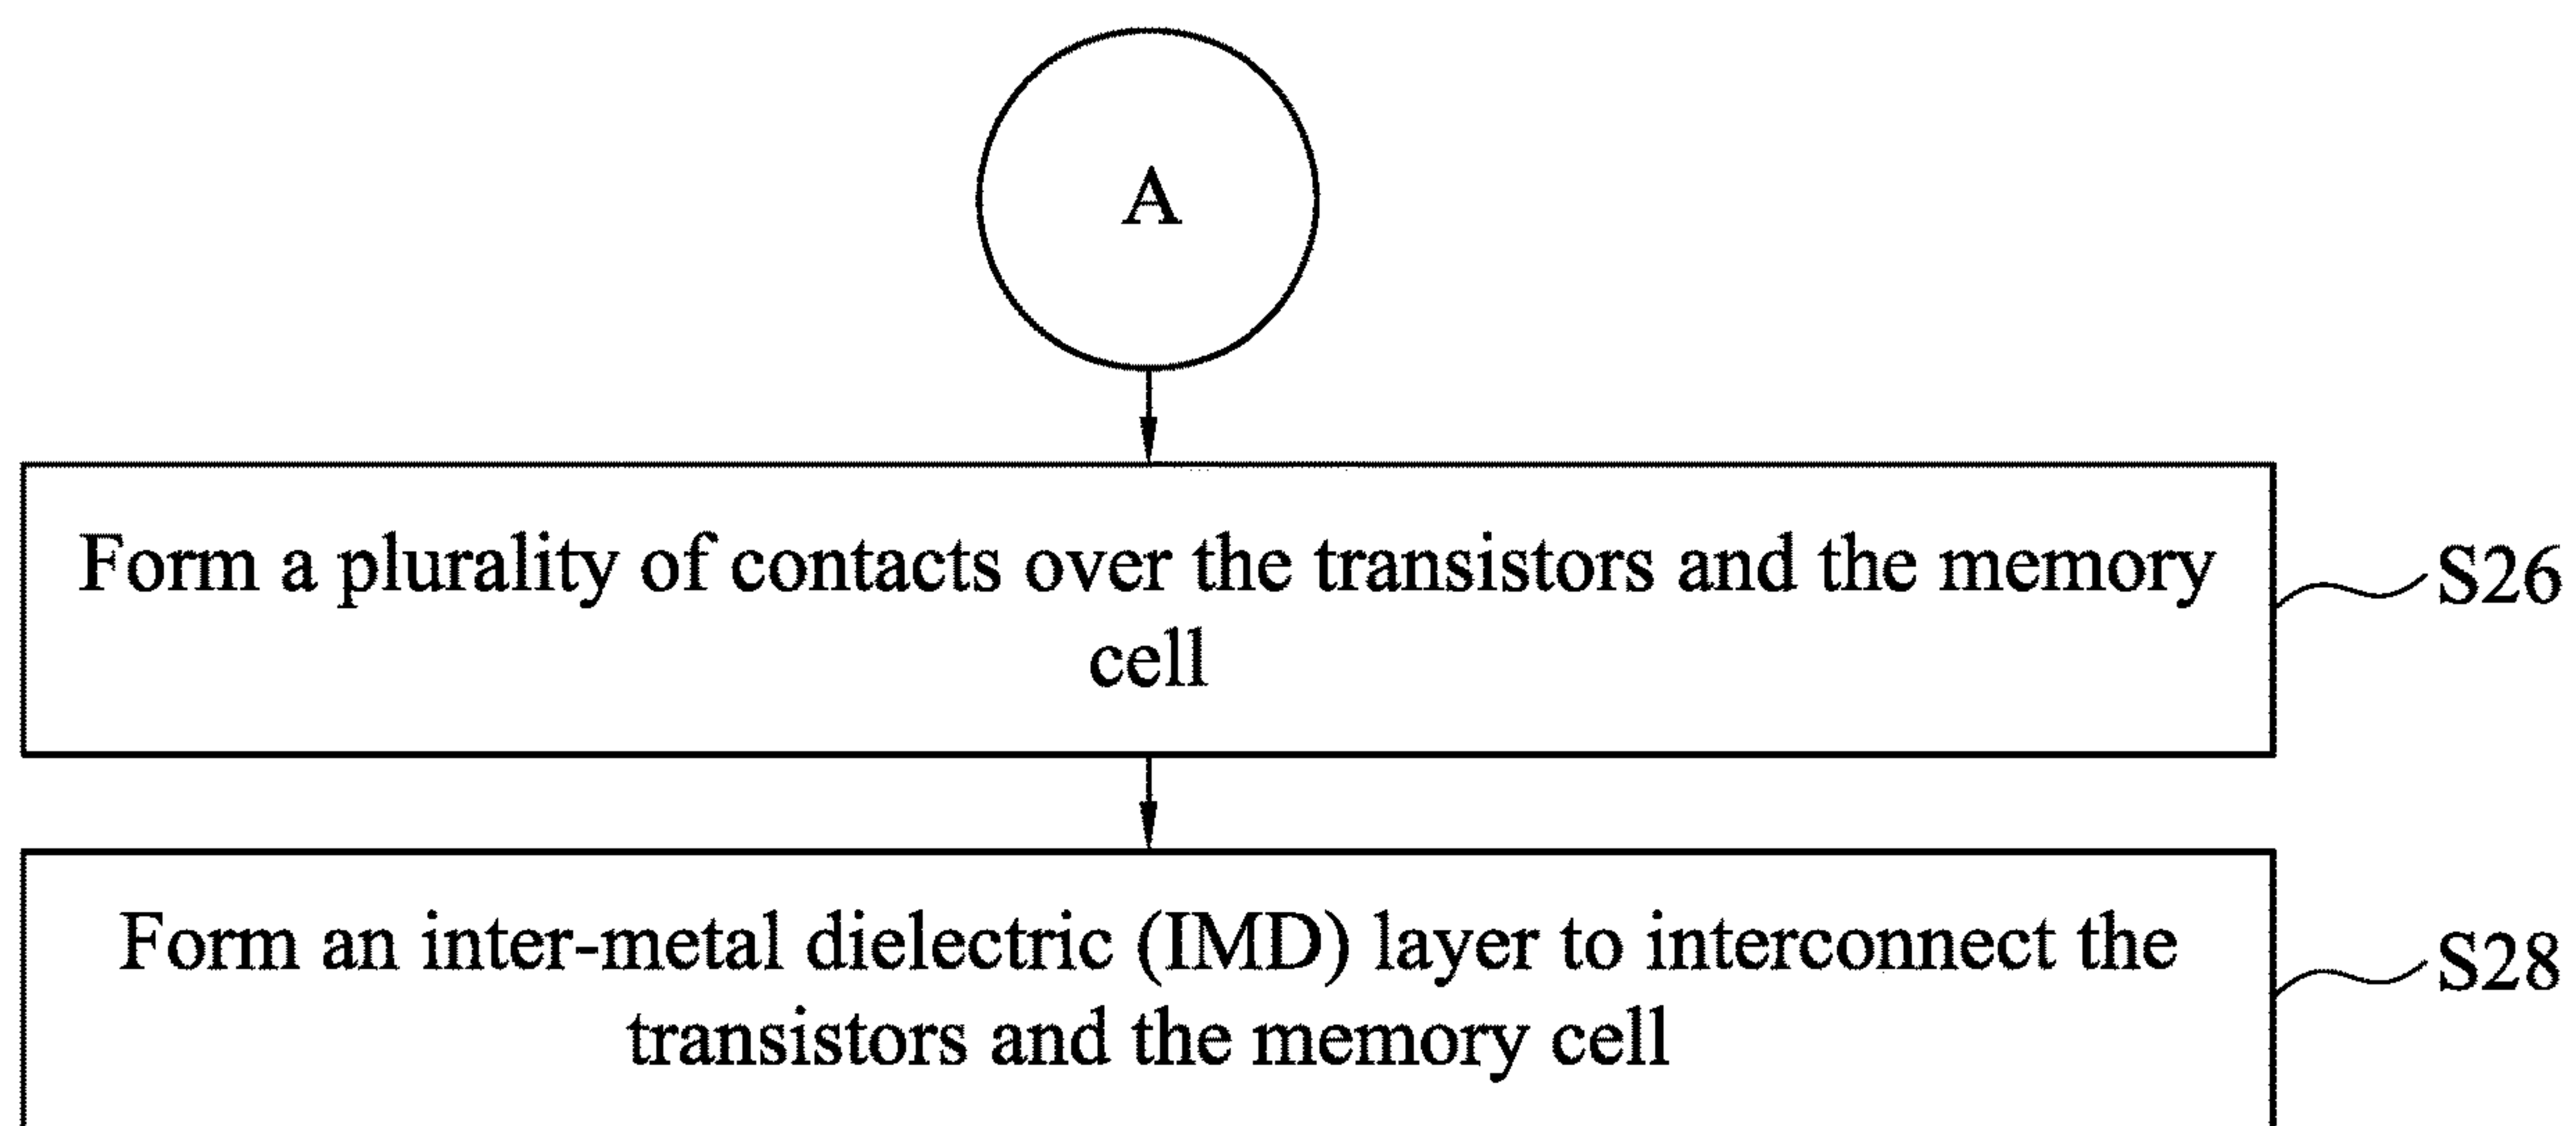 A
Form a plurality of contacts over the transistors and the memory
cell
S26
Form an inter-metal dielectric (IMD) layer to interconnect the
transistors and the memory cell
S28